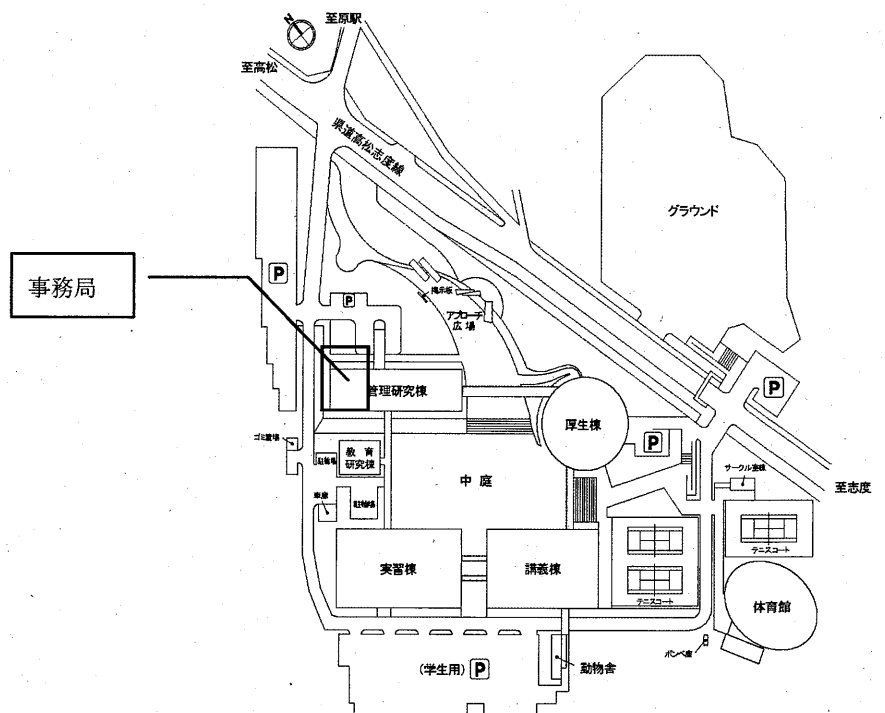 N
至原駅
至高松
県道高松志度線
グラウンド
P
事務局
P
掲示板
アプローチ
広場
管理研究棟
P
厚生棟
P
ゴミ置場
駐輪場
教育
研究棟
中庭
サークル室棟
至志度
車庫
駐輪場
実習棟
講義棟
テニスコート
テニスコート
体育館
ボンベ庫
(学生用)
P
動物舎